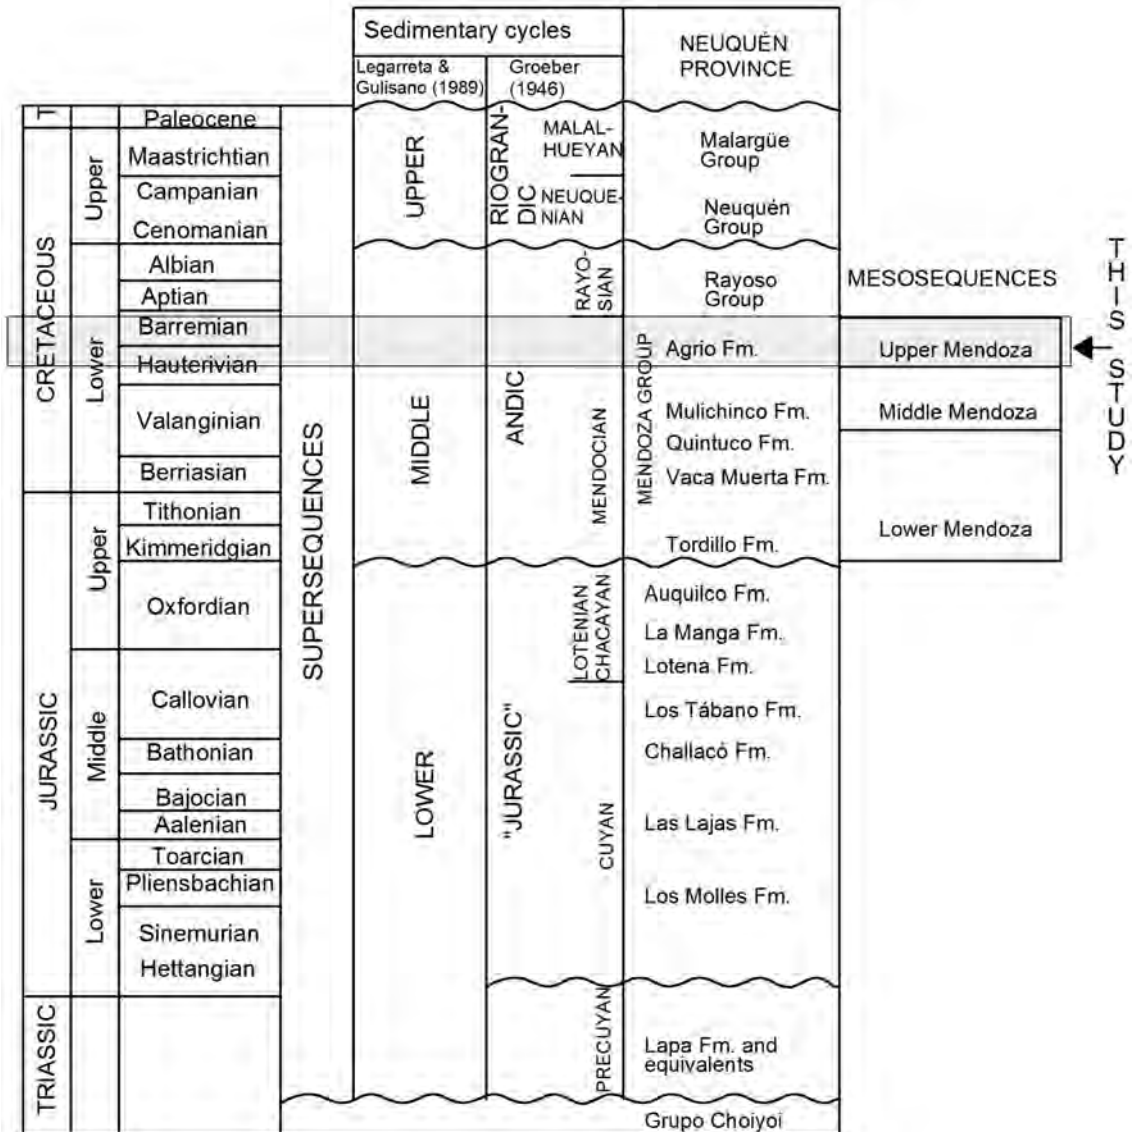 Sedimentary cycles
NEUQUÉN
PROVINCE
Legarreta &
Gulisano (1989)
Groeber
(1946)
T
Paleocene
CRETACEOUS
Upper
Maastrichtian
Campanian
Cenomanian
Lower
Albian
Aptian
Barremian
Hauterivian
Valanginian
Berriasian
JURASSIC
Upper
Tithonian
Kimmeridgian
Oxfordian
Middle
Callovian
Bathonian
Bajocian
Aalenian
Lower
Toarcian
Pliensbachian
Sinemurian
Hettangian
TRIASSIC
SUPERSEQUENCES
UPPER
MIDDLE
LOWER
RIOGRAN-
DIC
ANDIC
"JURASSIC"
MALAL-
HUEYAN
NEUQUE-
NIAN
RAYO-
SIAN
MENDOCIAN
LOTENIAN
CHACAYAN
CUYAN
PRECUYAN
Malargüe
Group
Neuquén
Group
Rayoso
Group
MENDOZA GROUP
Agrio Fm.
Mulichinco Fm.
Quintuco Fm.
Vaca Muerta Fm.
Tordillo Fm.
Auquilco Fm.
La Manga Fm.
Lotena Fm.
Los Tábano Fm.
Challacó Fm.
Las Lajas Fm.
Los Molles Fm.
Lapa Fm. and
equivalents
Grupo Choiyoi
MESOSEQUENCES
Upper Mendoza
Middle Mendoza
Lower Mendoza
THIS STUDY